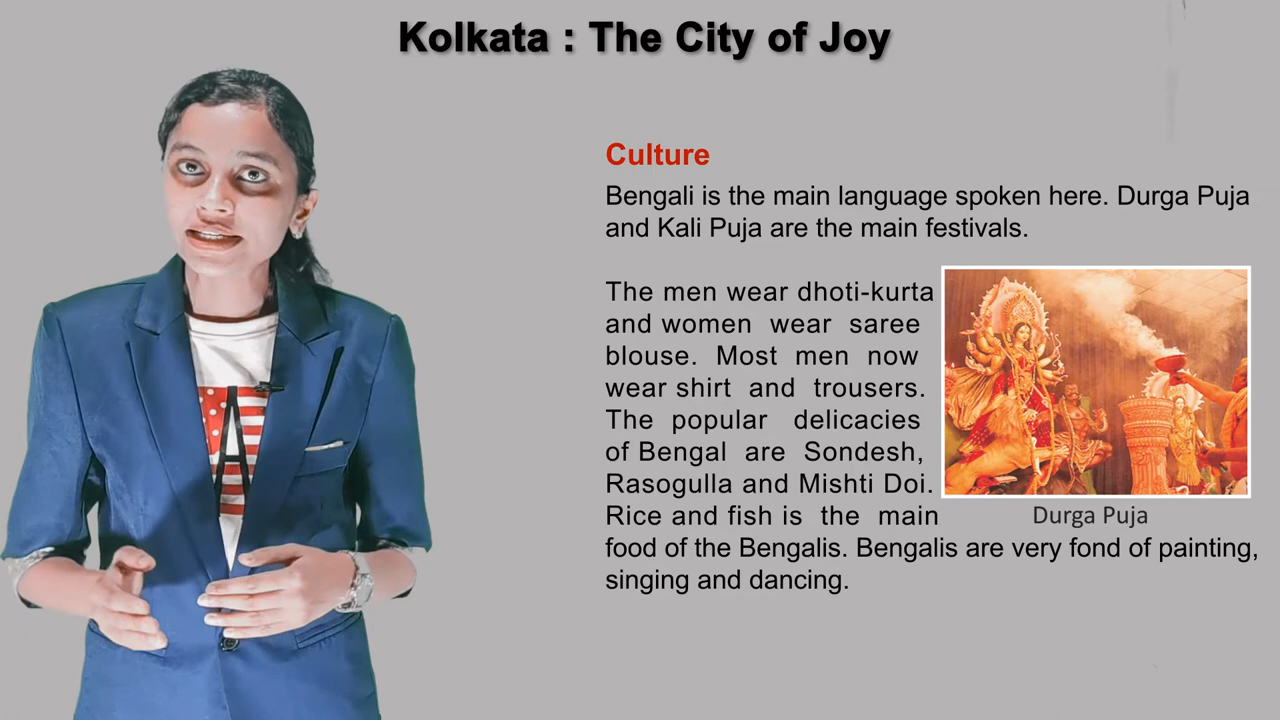 Kolkata : The City of Joy
Culture
Bengali is the main language spoken here. Durga Puja
and Kali Puja are the main festivals.
The men wear dhoti-kurta
and women wear saree
blouse. Most men now
wear shirt and trousers.
The popular delicacies
of Bengal are Sondesh,
Rasogulla and Mishti Doi.
Rice and fish is the main
food of the Bengalis. Bengalis are very fond of painting,
singing and dancing.
Durga Puja